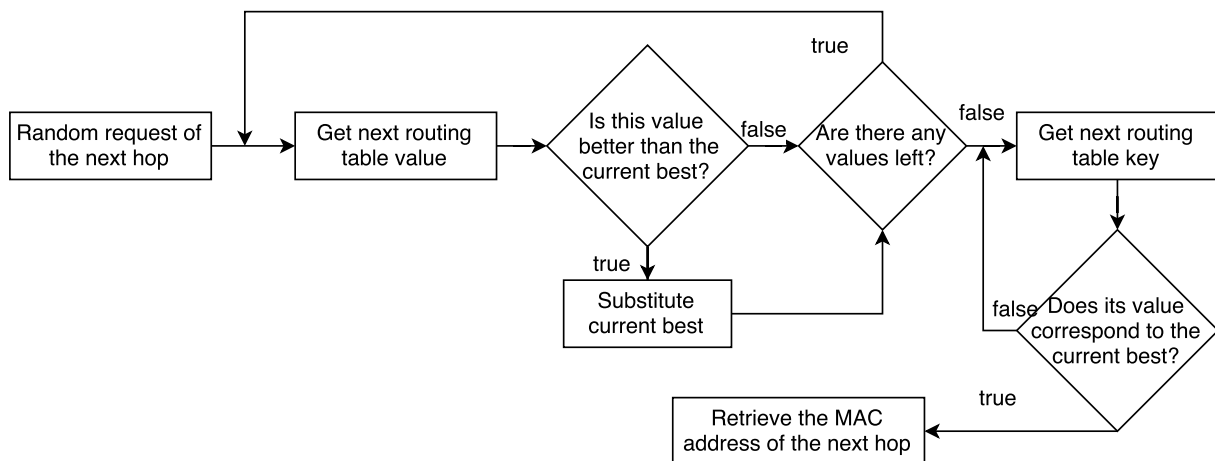 Random request of
the next hop
Get next routing
table value
Is this value
better than the
current best?
false
true
Substitute
current best
Are there any
values left?
true
false
Get next routing
table key
Does its value
correspond to the
current best?
false
true
Retrieve the MAC
address of the next hop